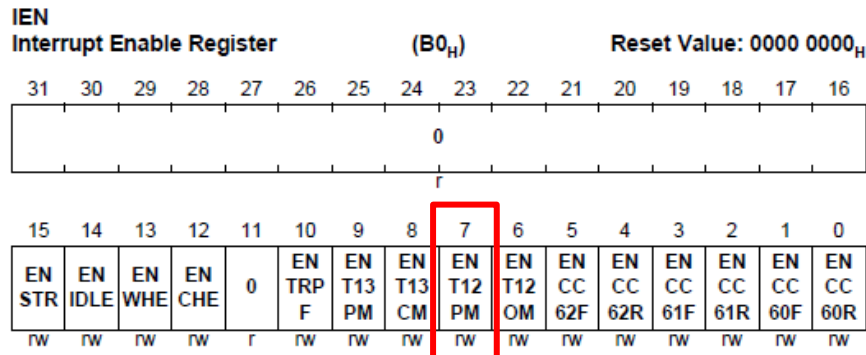 IEN
Interrupt Enable Register (B0H) Reset Value: 0000 0000H
31 30 29 28 27 26 25 24 23 22 21 20 19 18 17 16
0
r
15 14 13 12 11 10 9 8 7 6 5 4 3 2 1 0
EN STR EN IDLE EN WHE EN CHE 0 EN TRP F EN T13 PM EN T13 CM EN T12 PM EN T12 OM EN CC 62F EN CC 62R EN CC 61F EN CC 61R EN CC 60F EN CC 60R
rw rw rw rw r rw rw rw rw rw rw rw rw rw rw rw